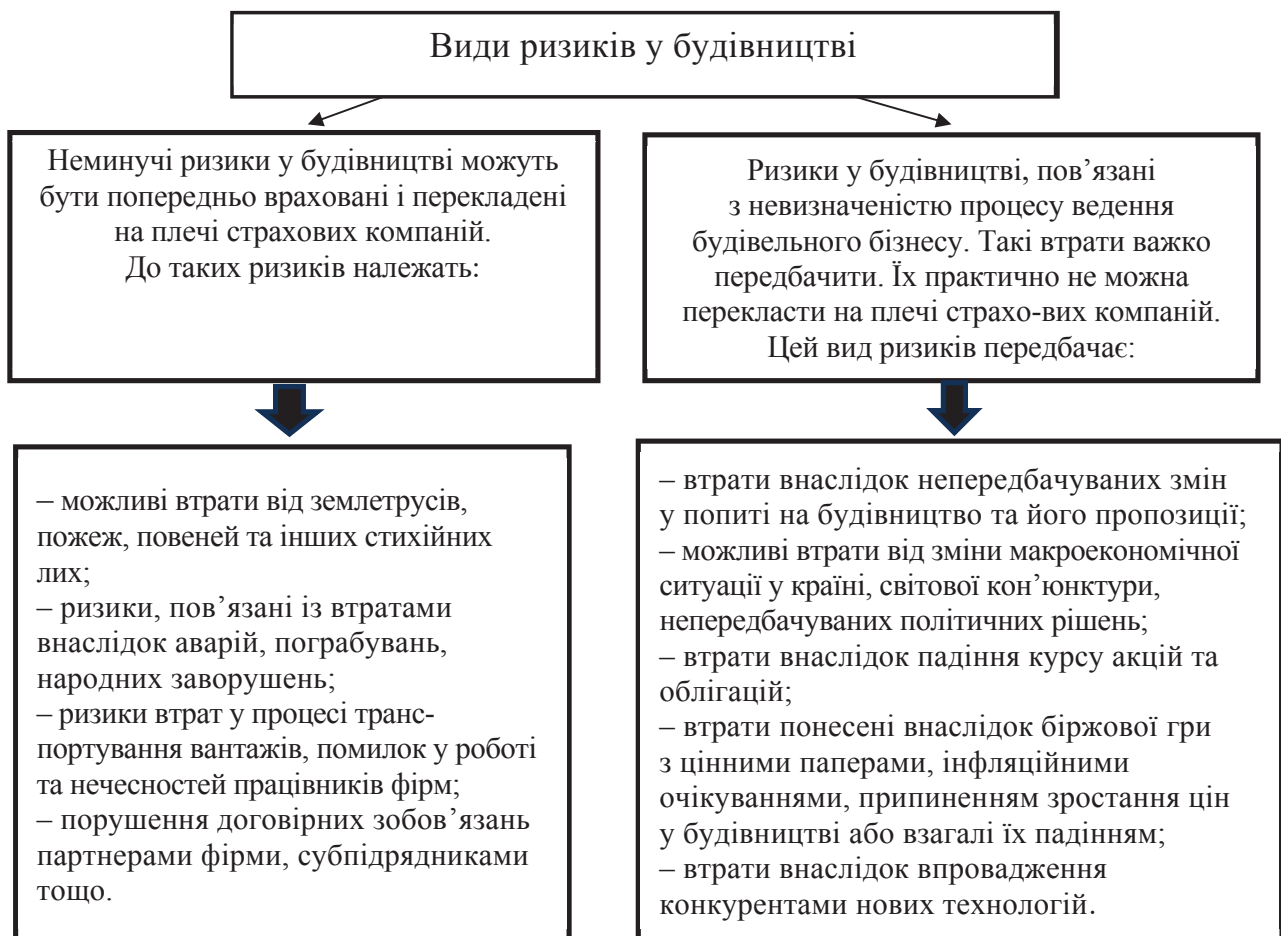 Види ризиків у будівництві
Неминучі ризики у будівництві можуть
бути попередньо враховані і перекладені
на плечі страхових компаній.
До таких ризиків належать:
Ризики у будівництві, пов’язані
з невизначеністю процесу ведення
будівельного бізнесу. Такі втрати важко
передбачити. Їх практично не можна
перекласти на плечі страхо-вих компаній.
Цей вид ризиків передбачає:
– можливі втрати від землетрусів,
пожеж, повеней та інших стихійних
лих;
– ризики, пов’язані із втратами
внаслідок аварій, пограбувань,
народних заворушень;
– ризики втрат у процесі транс-
портування вантажів, помилок у роботі
та нечесностей працівників фірм;
– порушення договірних зобов’язань
партнерами фірми, субпідрядниками
тощо.
– втрати внаслідок непередбачуваних змін
у попиті на будівництво та його пропозиції;
– можливі втрати від зміни макроекономічної
ситуації у країні, світової кон’юнктури,
непередбачуваних політичних рішень;
– втрати внаслідок падіння курсу акцій та
облігацій;
– втрати понесені внаслідок біржової гри
з цінними паперами, інфляційними
очікуваннями, припиненням зростання цін
у будівництві або взагалі їх падінням;
– втрати внаслідок впровадження
конкурентами нових технологій.